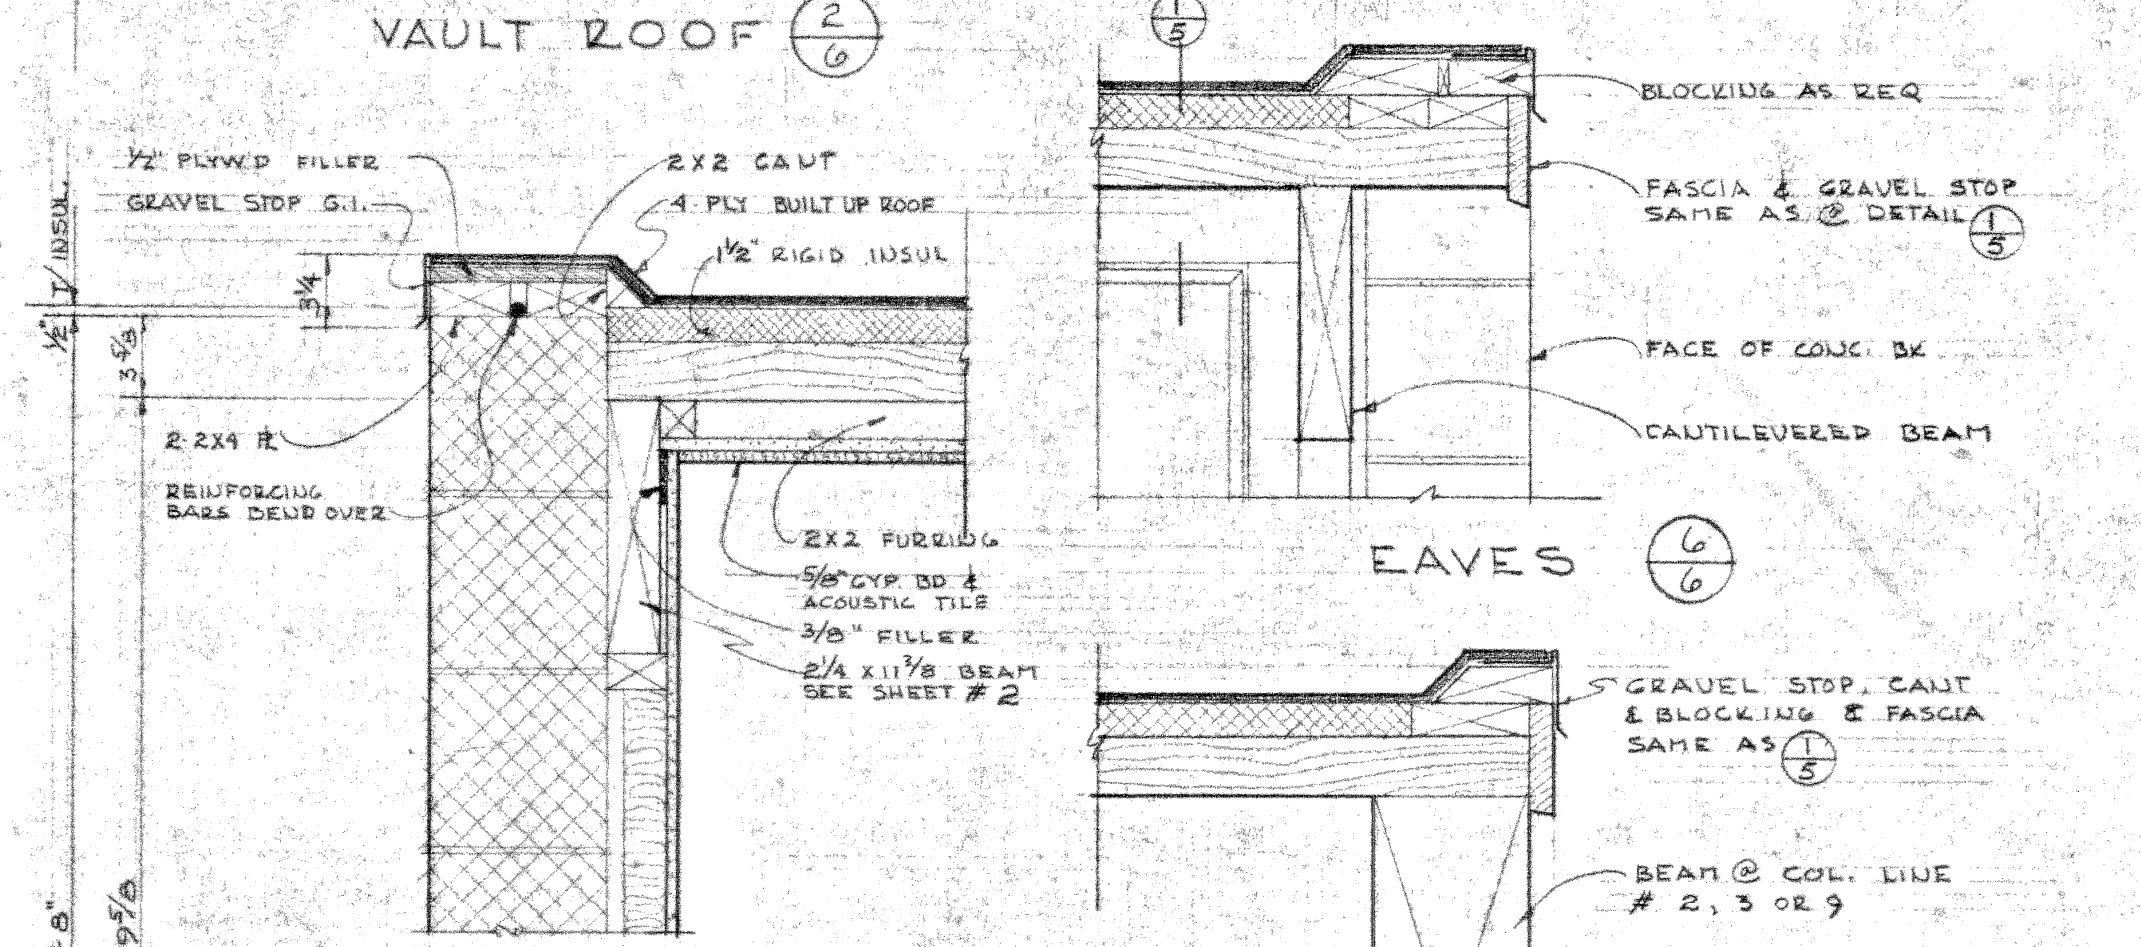 VAULT ROOF 2/6
1/5
1/2" PLYW'D FILLER
GRAVEL STOP G.I.
2X2 CANT
4 PLY BUILT UP ROOF
1 1/2" RIGID INSUL
T/ INSUL.
1/2"
3 1/4
3 5/8
2-2X4 PL
REINFORCING
BARS BEND OVER
2X2 FURRING
5/8" GYP. BD &
ACOUSTIC TILE
3/8" FILLER
2 1/4 X 11 3/8 BEAM
SEE SHEET # 2
8"
9 5/8
BLOCKING AS REQ
FASCIA & GRAVEL STOP
SAME AS @ DETAIL 1/5
FACE OF CONC. BK
CANTILEVERED BEAM
EAVES 6/6
GRAVEL STOP, CANT
& BLOCKING & FASCIA
SAME AS 1/5
BEAM @ COL. LINE
# 2, 3 OR 9